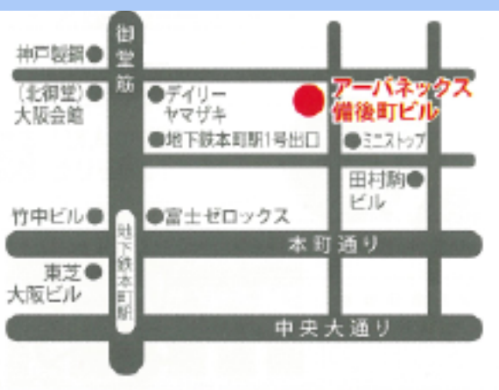 御堂筋
神戸製鋼
(北御堂)
大阪会館
デイリー
ヤマザキ
アーバネックス
備後町ビル
地下鉄本町駅1号出口
ミニストップ
田村駒
ビル
竹中ビル
富士ゼロックス
地下鉄本町駅
本町通り
東芝
大阪ビル
中央大通り